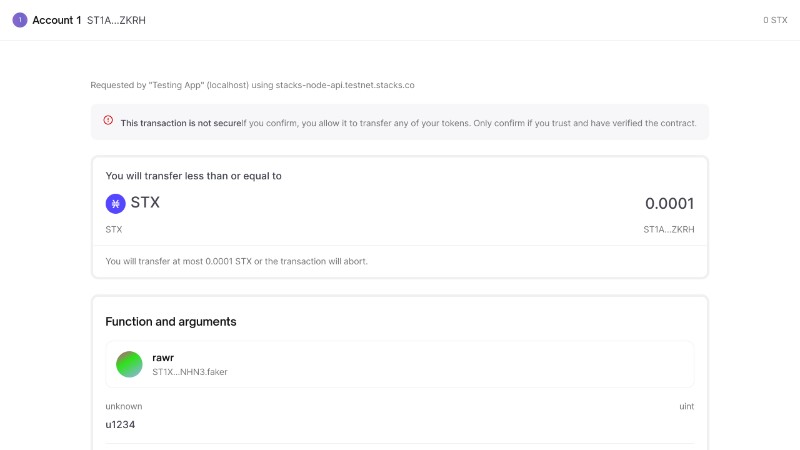 1 Account 1 ST1A...ZKRH 0 STX
Requested by "Testing App" (localhost) using stacks-node-api.testnet.stacks.co
This transaction is not secureIf you confirm, you allow it to transfer any of your tokens. Only confirm if you trust and have verified the contract.
You will transfer less than or equal to
STX 0.0001
STX ST1A...ZKRH
You will transfer at most 0.0001 STX or the transaction will abort.
Function and arguments
rawr
ST1X...NHN3.faker
unknown uint
u1234